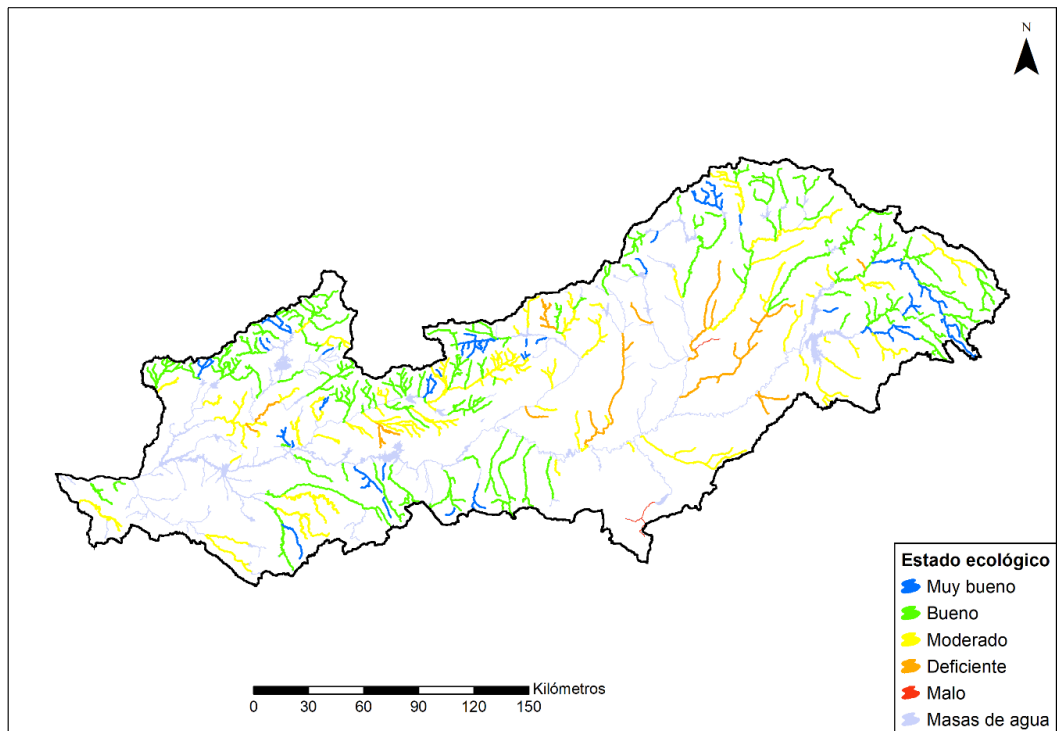 N
Estado ecológico
Muy bueno
Bueno
Moderado
Deficiente
Malo
Masas de agua
Kilómetros
0 30 60 90 120 150